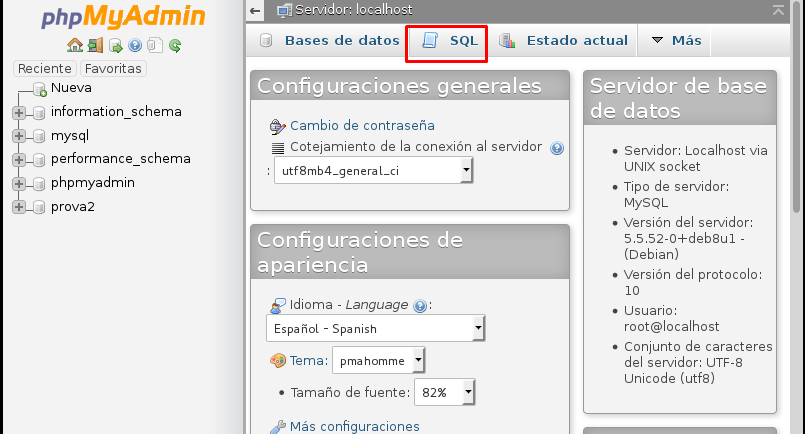 phpMyAdmin
Reciente Favoritas
Nueva
information_schema
mysql
performance_schema
phpmyadmin
prova2
Servidor: localhost
Bases de datos SQL Estado actual Más
Configuraciones generales
Cambio de contraseña
Cotejamiento de la conexión al servidor
: utf8mb4_general_ci
Configuraciones de
apariencia
Idioma - Language :
Español - Spanish
Tema: pmahomme
• Tamaño de fuente: 82%
Más configuraciones
Servidor de base
de datos
• Servidor: Localhost via
UNIX socket
• Tipo de servidor:
MySQL
• Versión del servidor:
5.5.52-0+deb8u1 -
(Debian)
• Versión del protocolo:
10
• Usuario:
root@localhost
• Conjunto de caracteres
del servidor: UTF-8
Unicode (utf8)